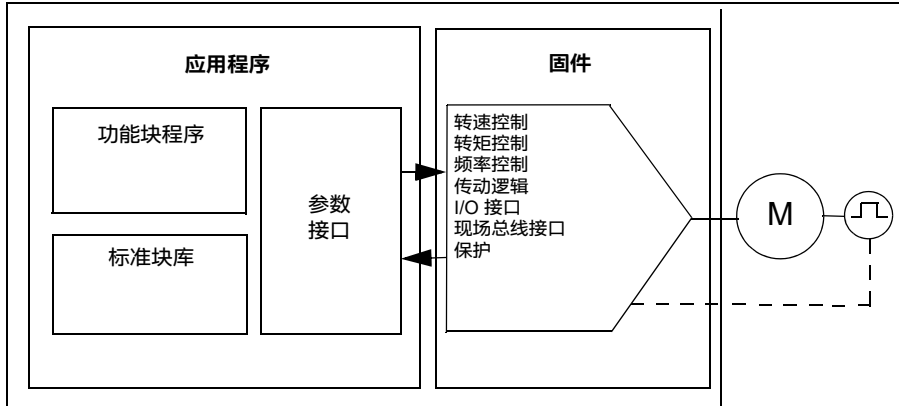 应用程序
固件
功能块程序
标准块库
参数
接口
转速控制
转矩控制
频率控制
传动逻辑
I/O 接口
现场总线接口
保护
M